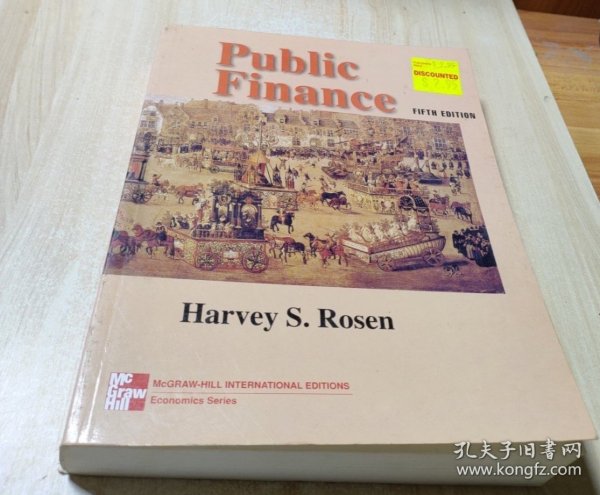 Public
Finance
DISCOUNTED
FIFTH EDITION
Harvey S. Rosen
Mc
Graw
Hill
McGRAW-HILL INTERNATIONAL EDITIONS
Economics Series
孔夫子旧书网
www.kongfz.com